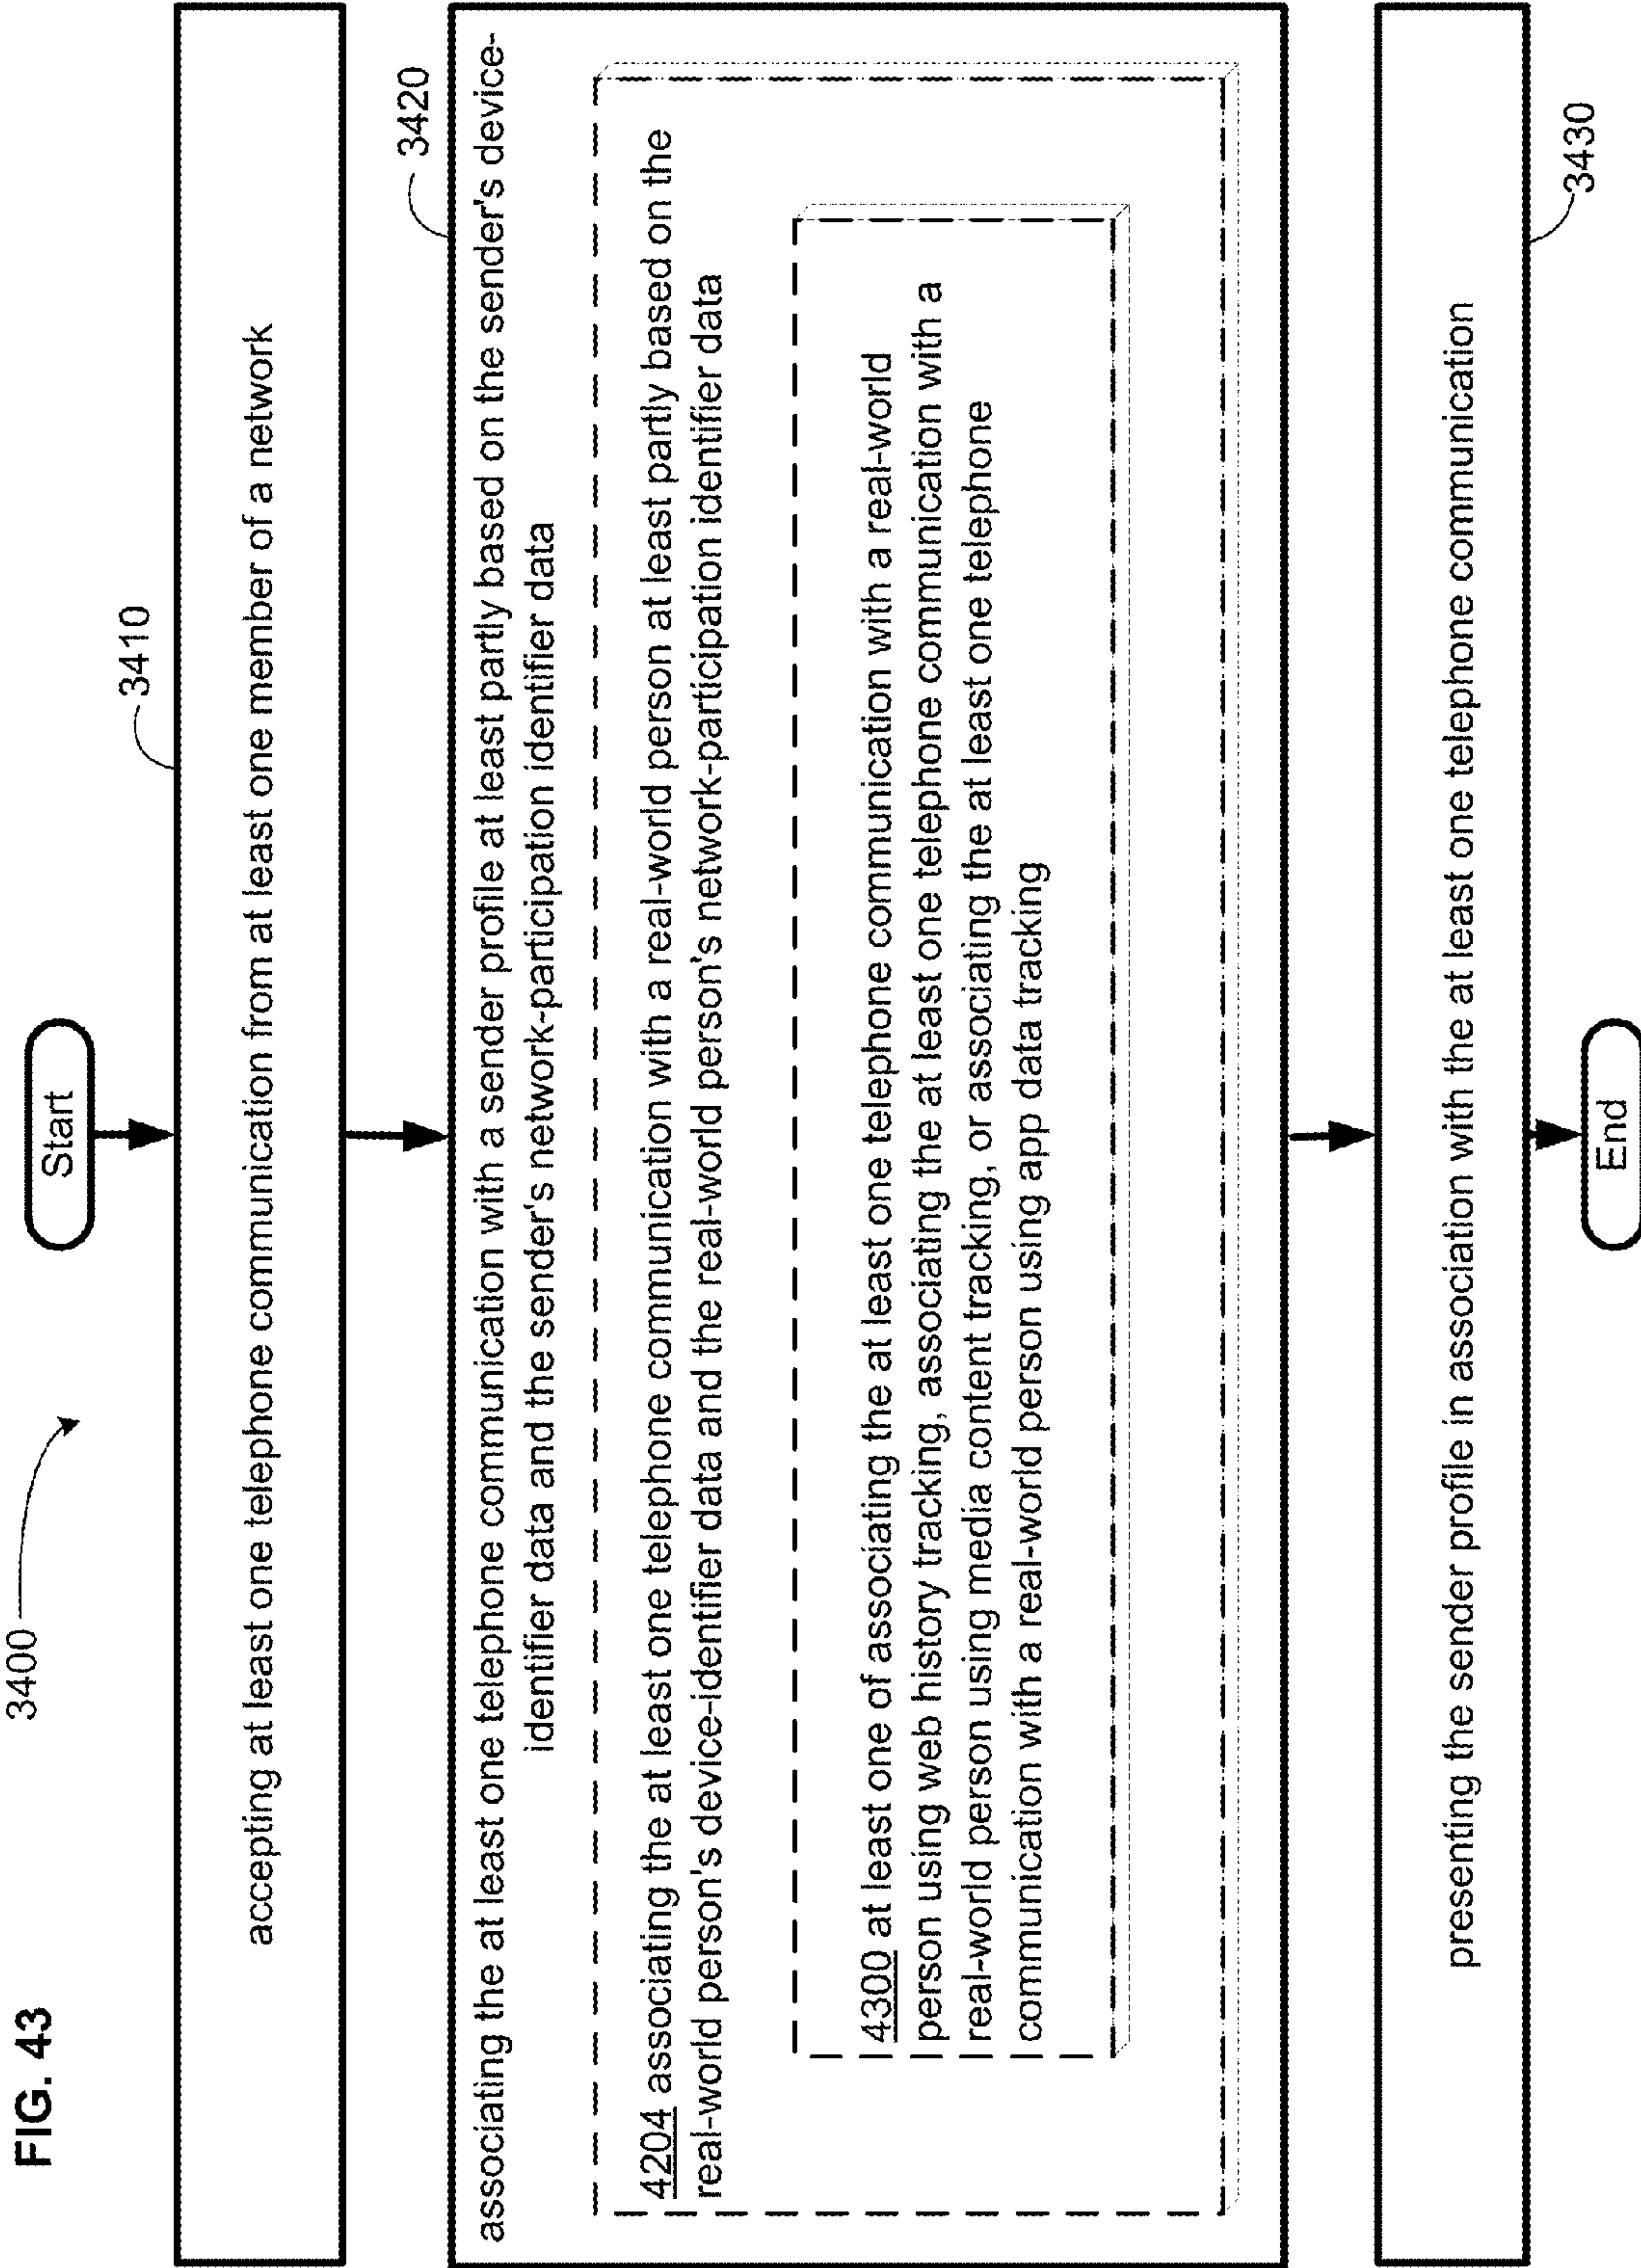 FIG. 43
3400
Start
3410
accepting at least one telephone communication from at least one member of a network
3420
associating the at least one telephone communication with a sender profile at least partly based on the sender's device-
identifier data and the sender's network-participation identifier data
4204 associating the at least one telephone communication with a real-world person at least partly based on the
real-world person's device-identifier data and the real-world person's network-participation identifier data
4300 at least one of associating the at least one telephone communication with a real-world
person using web history tracking, associating the at least one telephone communication with a
real-world person using media content tracking, or associating the at least one telephone
communication with a real-world person using app data tracking
presenting the sender profile in association with the at least one telephone communication
3430
End